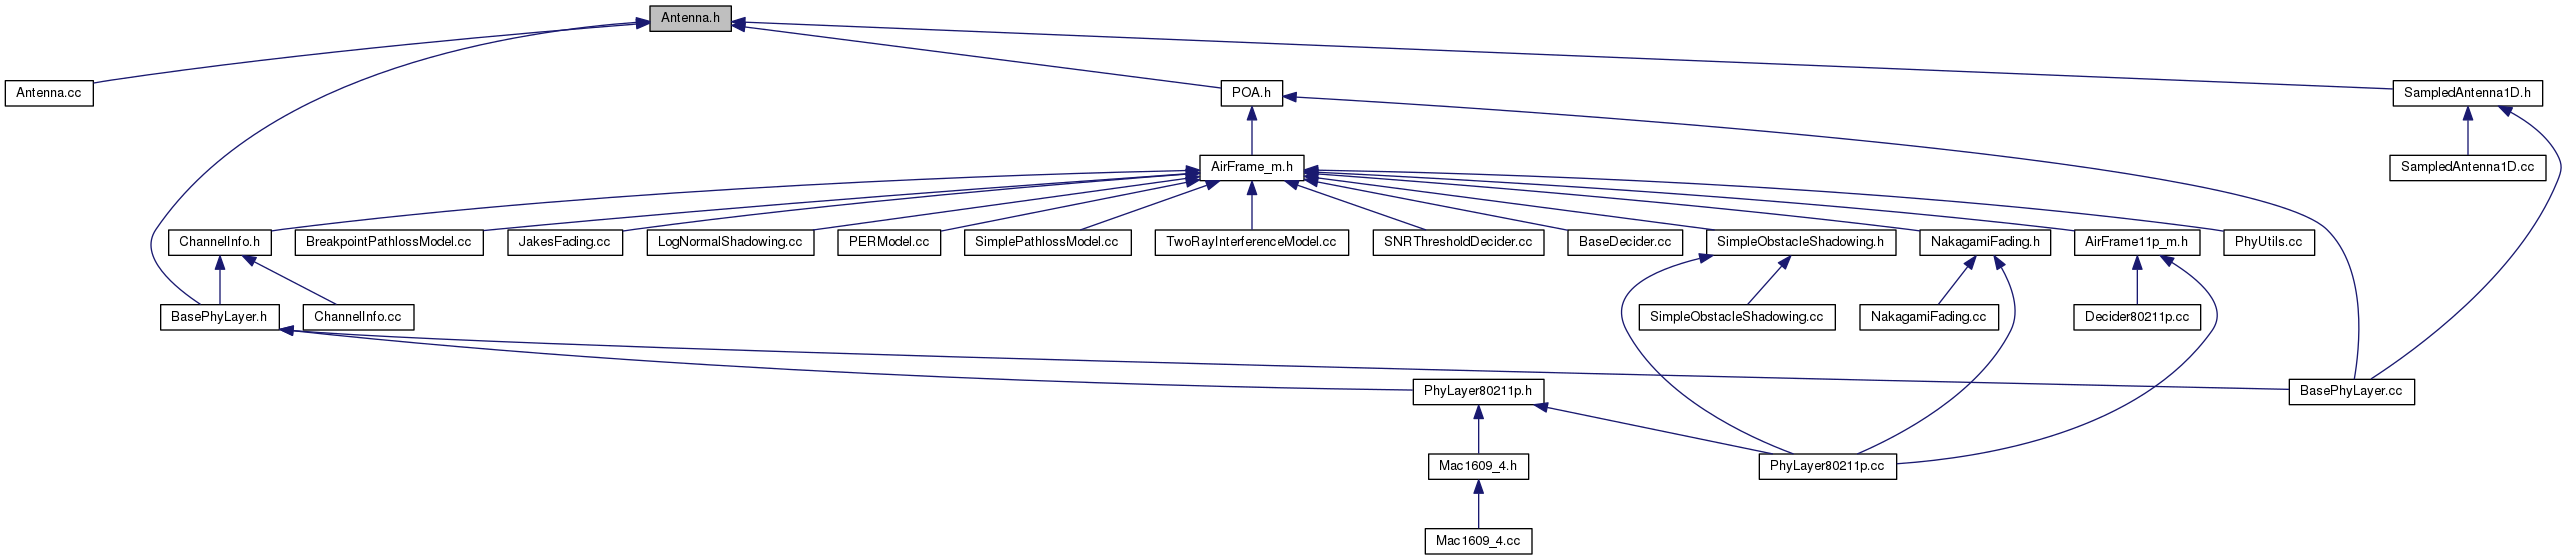 Antenna.h
Antenna.cc
POA.h
SampledAntenna1D.h
AirFrame_m.h
SampledAntenna1D.cc
ChannelInfo.h
BreakpointPathlossModel.cc
JakesFading.cc
LogNormalShadowing.cc
PERModel.cc
SimplePathlossModel.cc
TwoRayInterferenceModel.cc
SNRThresholdDecider.cc
BaseDecider.cc
SimpleObstacleShadowing.h
NakagamiFading.h
AirFrame11p_m.h
PhyUtils.cc
BasePhyLayer.h
ChannelInfo.cc
SimpleObstacleShadowing.cc
NakagamiFading.cc
Decider80211p.cc
PhyLayer80211p.h
BasePhyLayer.cc
Mac1609_4.h
PhyLayer80211p.cc
Mac1609_4.cc